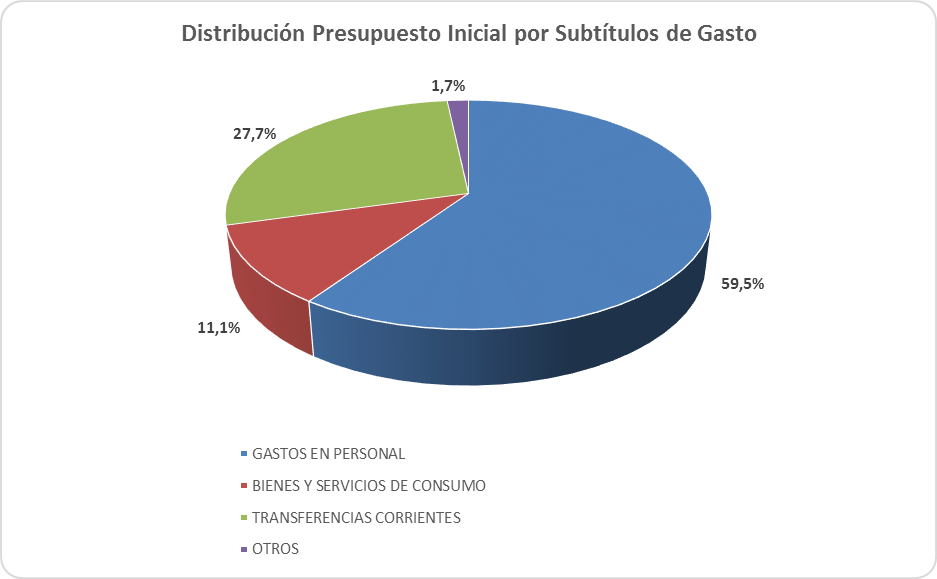 Distribución Presupuesto Inicial por Subtítulos de Gasto
1,7%
27,7%
59,5%
11,1%
GASTOS EN PERSONAL
BIENES Y SERVICIOS DE CONSUMO
TRANSFERENCIAS CORRIENTES
OTROS